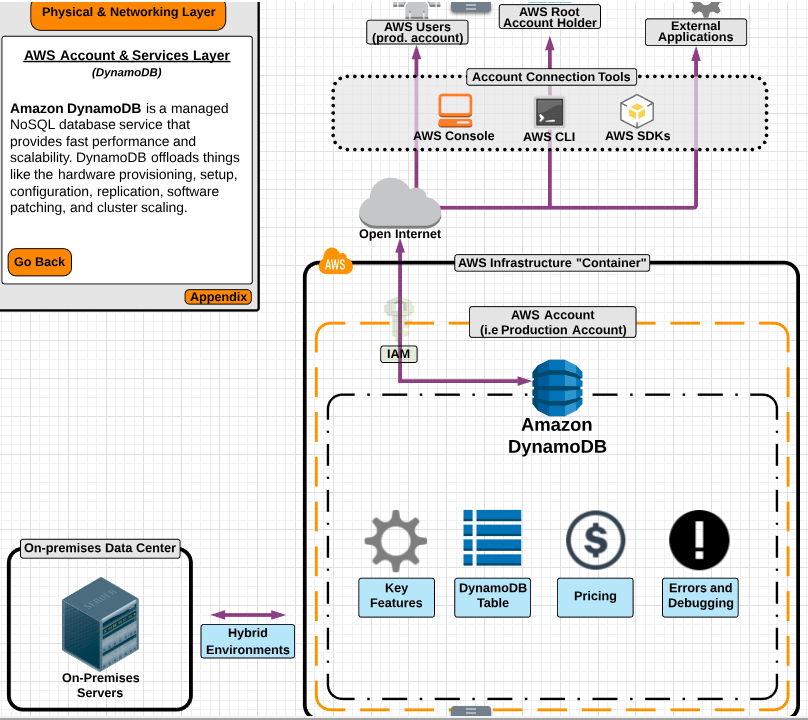 Physical & Networking Layer
AWS Account & Services Layer
(DynamoDB)
Amazon DynamoDB is a managed
NoSQL database service that
provides fast performance and
scalability. DynamoDB offloads things
like the hardware provisioning, setup,
configuration, replication, software
patching, and cluster scaling.
Go Back
Appendix
AWS Users
(prod. account)
AWS Root
Account Holder
External
Applications
Account Connection Tools
AWS Console
AWS CLI
AWS SDKs
Open Internet
AWS
AWS Infrastructure "Container"
AWS Account
(i.e Production Account)
IAM
Amazon
DynamoDB
Key
Features
DynamoDB
Table
$
Pricing
!
Errors and
Debugging
On-premises Data Center
SERVER
On-Premises
Servers
Hybrid
Environments